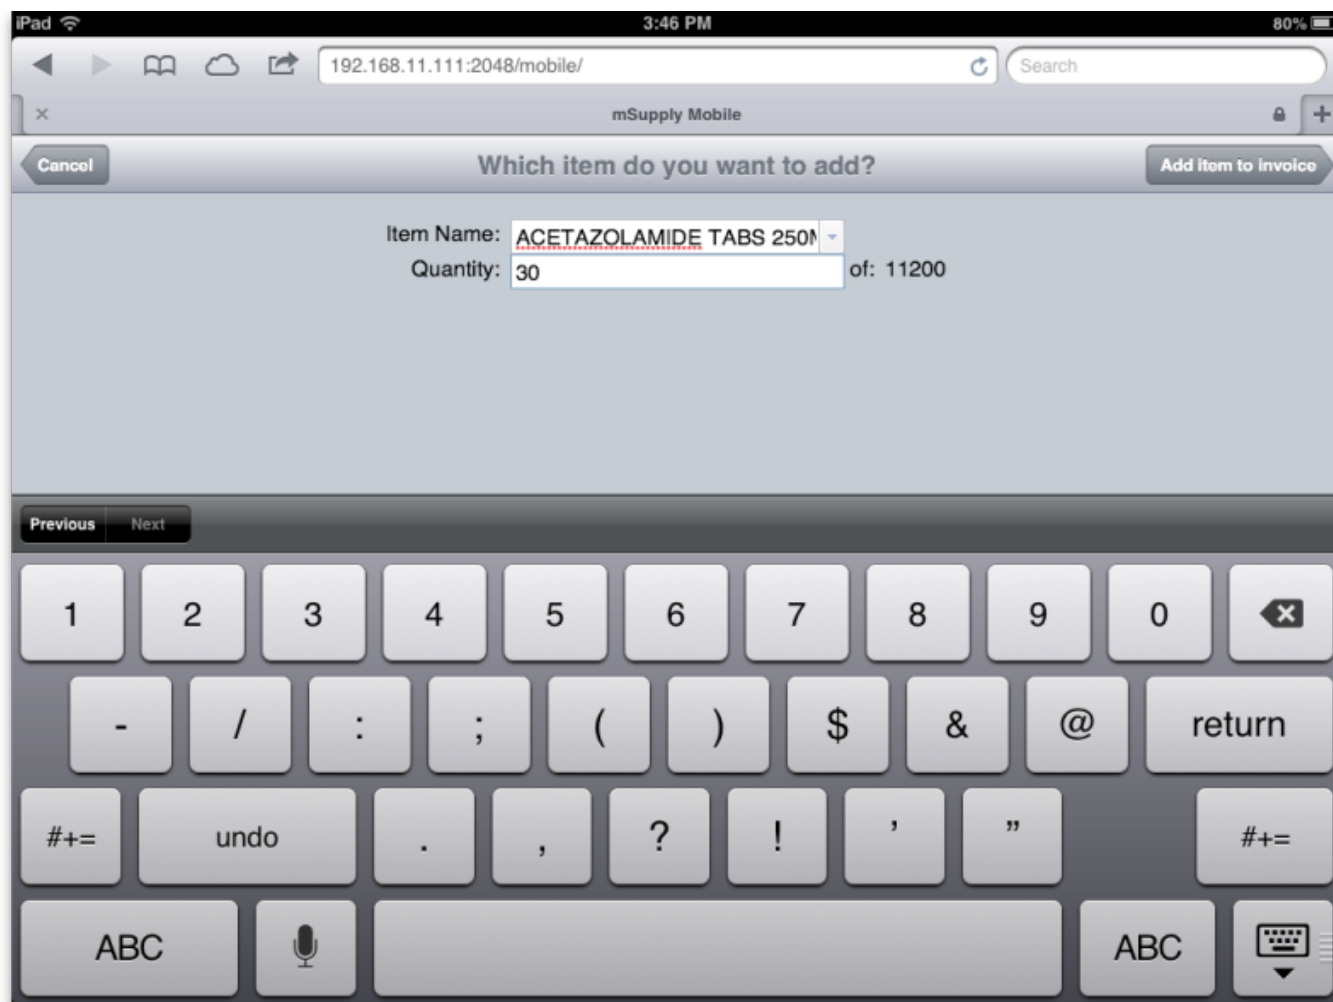 iPad 3:46 PM 80%
192.168.11.111:2048/mobile/ Search
mSupply Mobile
Cancel Which item do you want to add? Add item to invoice
Item Name: ACETAZOLAMIDE TABS 250M
Quantity: 30 of: 11200
Previous Next
1 2 3 4 5 6 7 8 9 0
- / : ; ( ) $ & @ return
#+= undo . , ? ! ’ ” #+=
ABC ABC